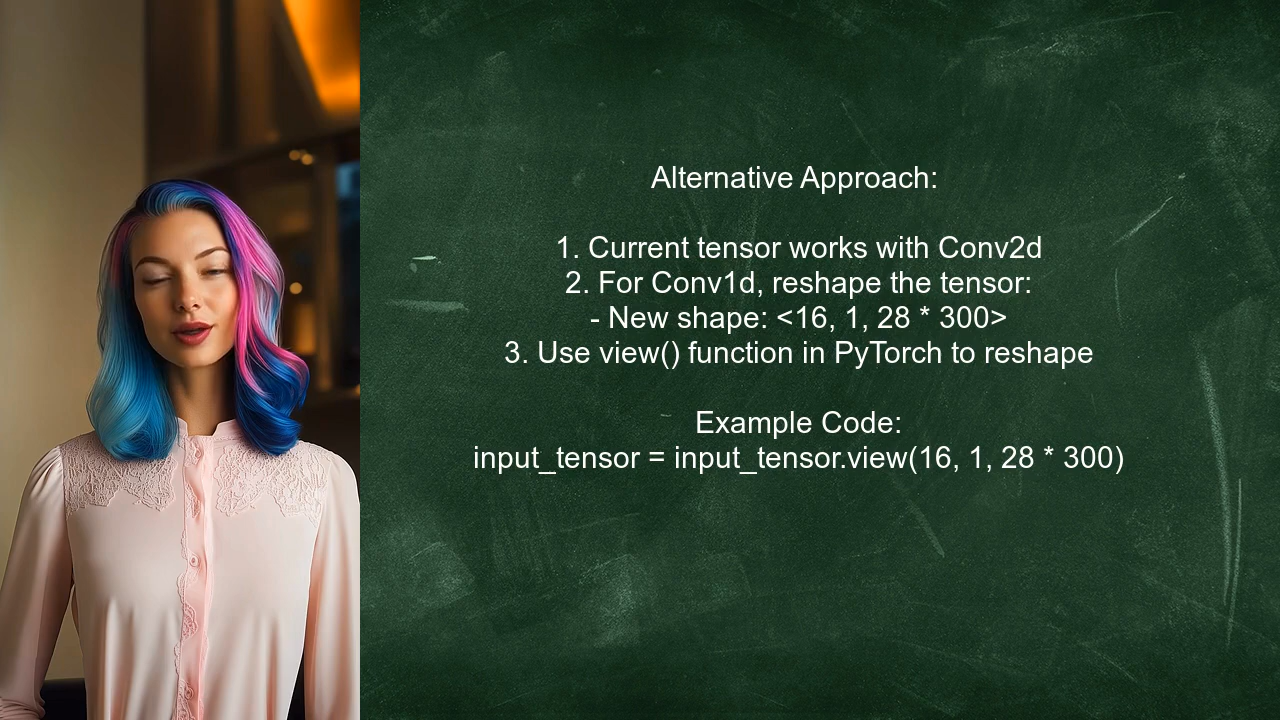 Alternative Approach:
1. Current tensor works with Conv2d
2. For Conv1d, reshape the tensor:
- New shape: <16, 1, 28 * 300>
3. Use view() function in PyTorch to reshape
Example Code:
input_tensor = input_tensor.view(16, 1, 28 * 300)